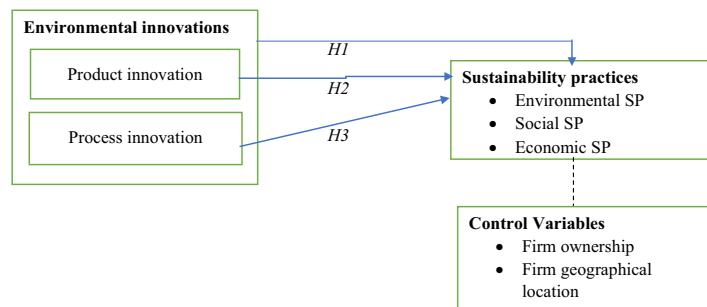 Environmental innovations
H1
Product innovation
H2
Process innovation
H3
Sustainability practices
• Environmental SP
• Social SP
• Economic SP
Control Variables
• Firm ownership
• Firm geographical
location